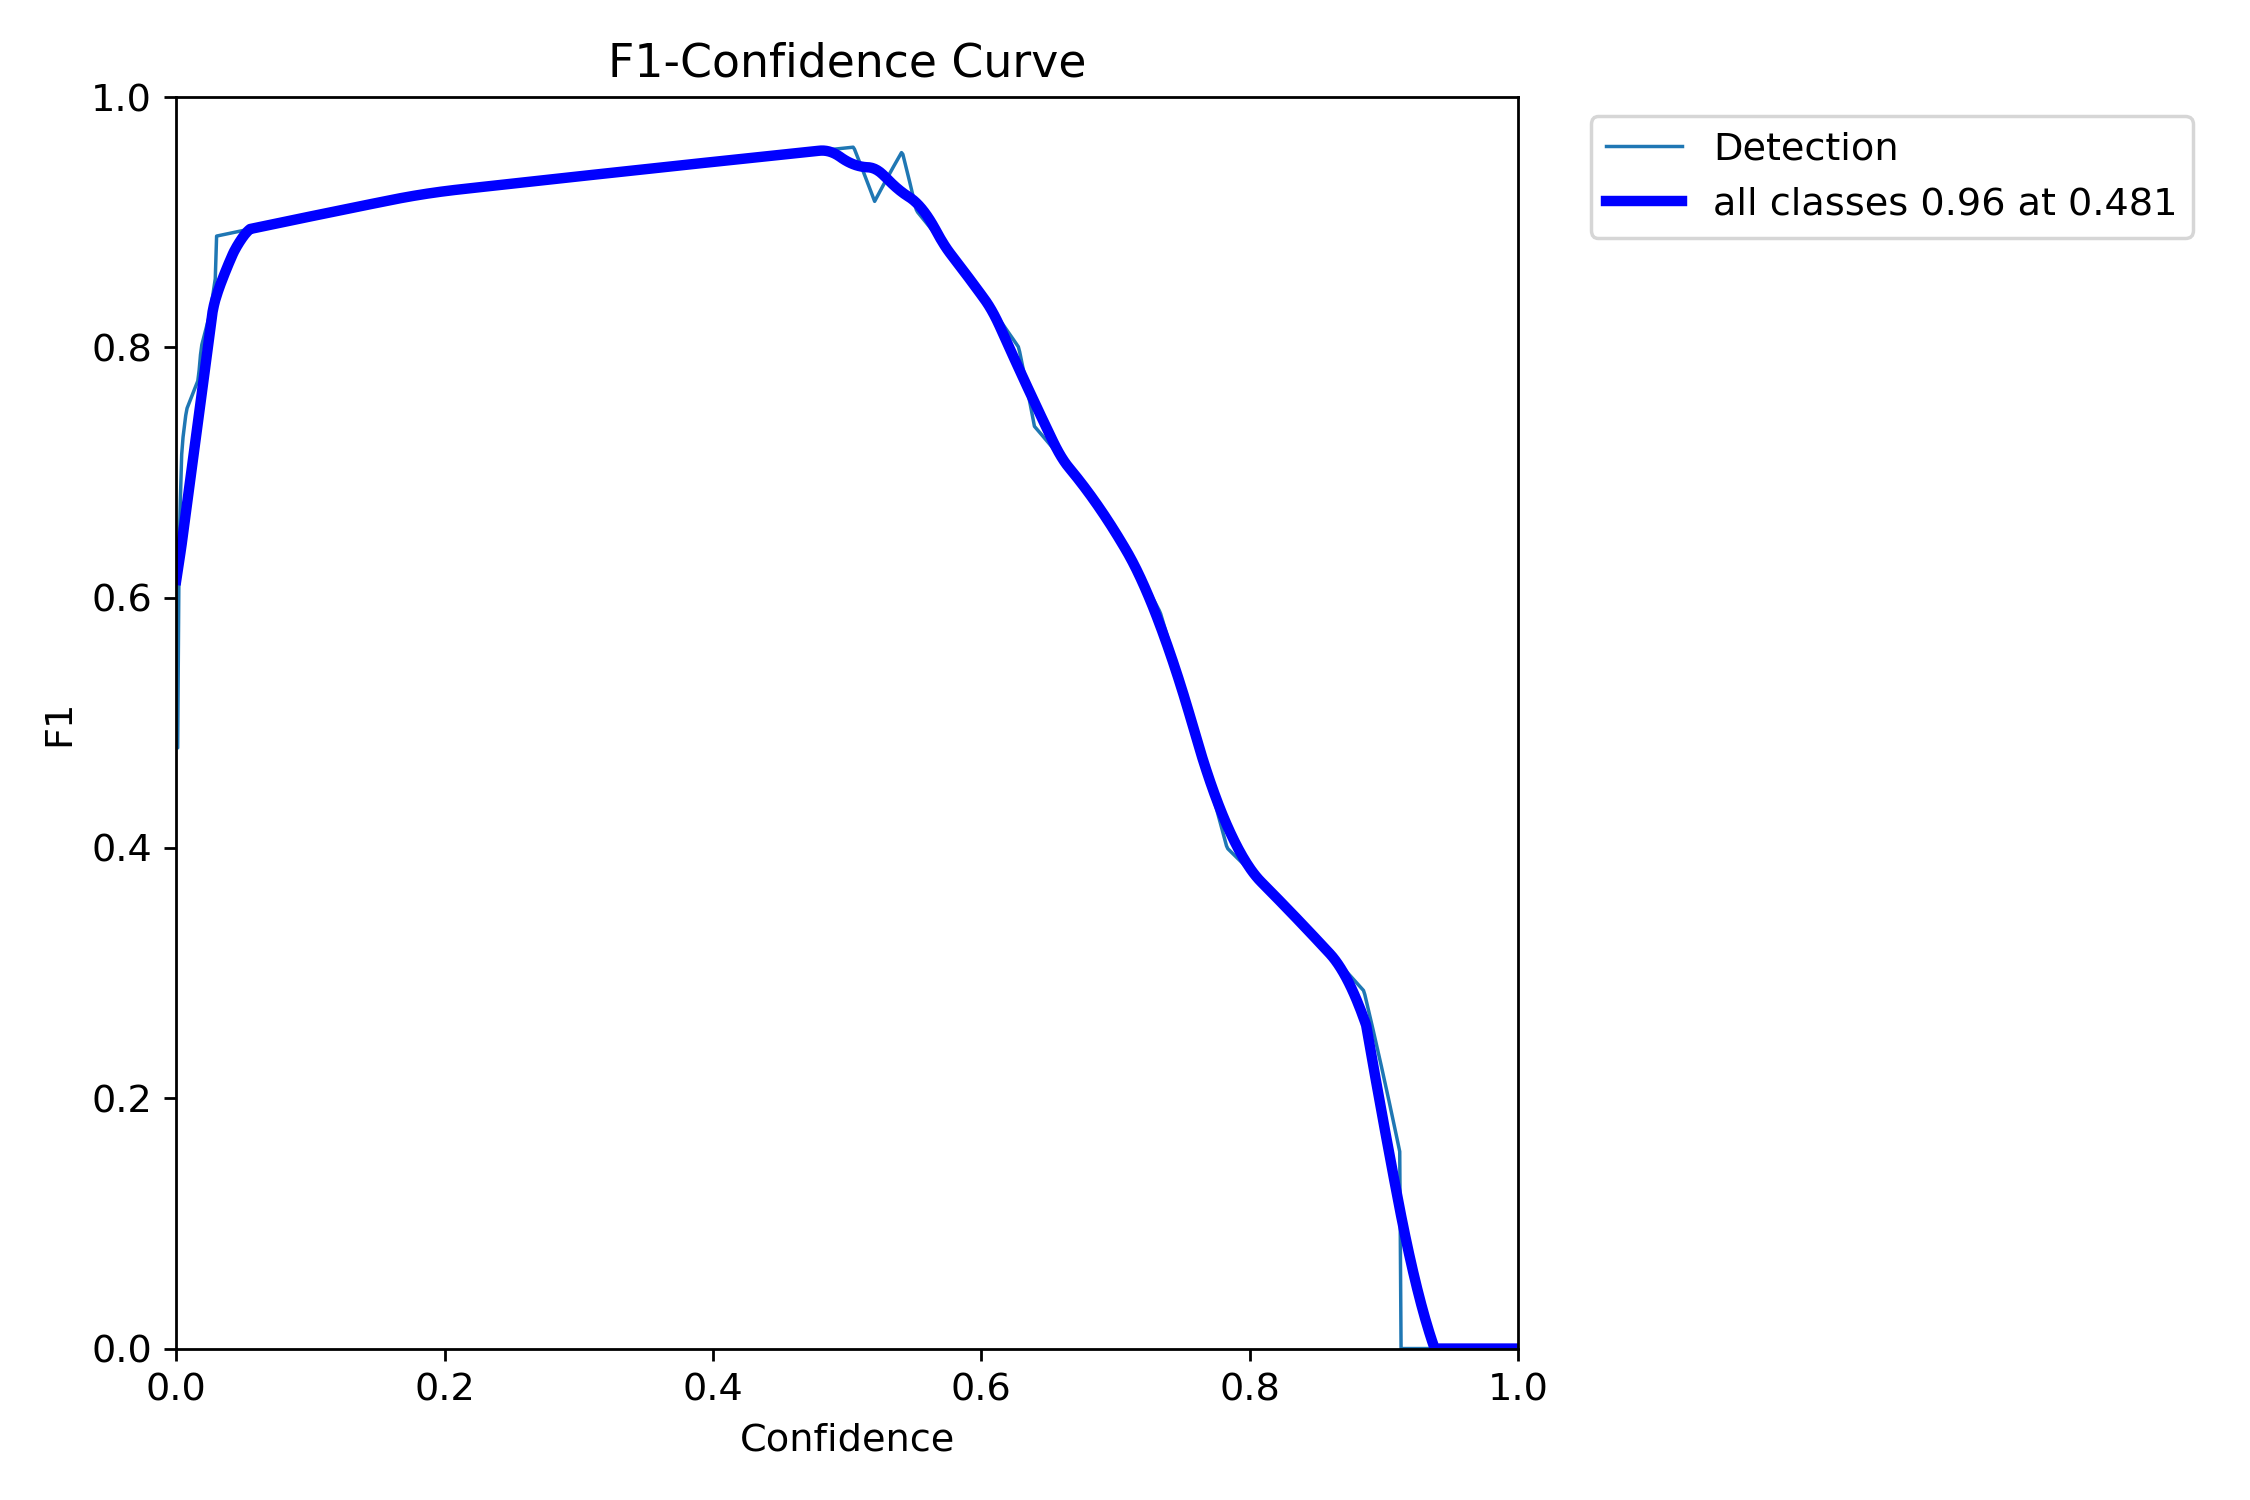 F1-Confidence Curve
Detection
all classes 0.96 at 0.481
1.0
0.8
0.6
0.4
0.2
0.0
F1
0.0 0.2 0.4 0.6 0.8 1.0
Confidence